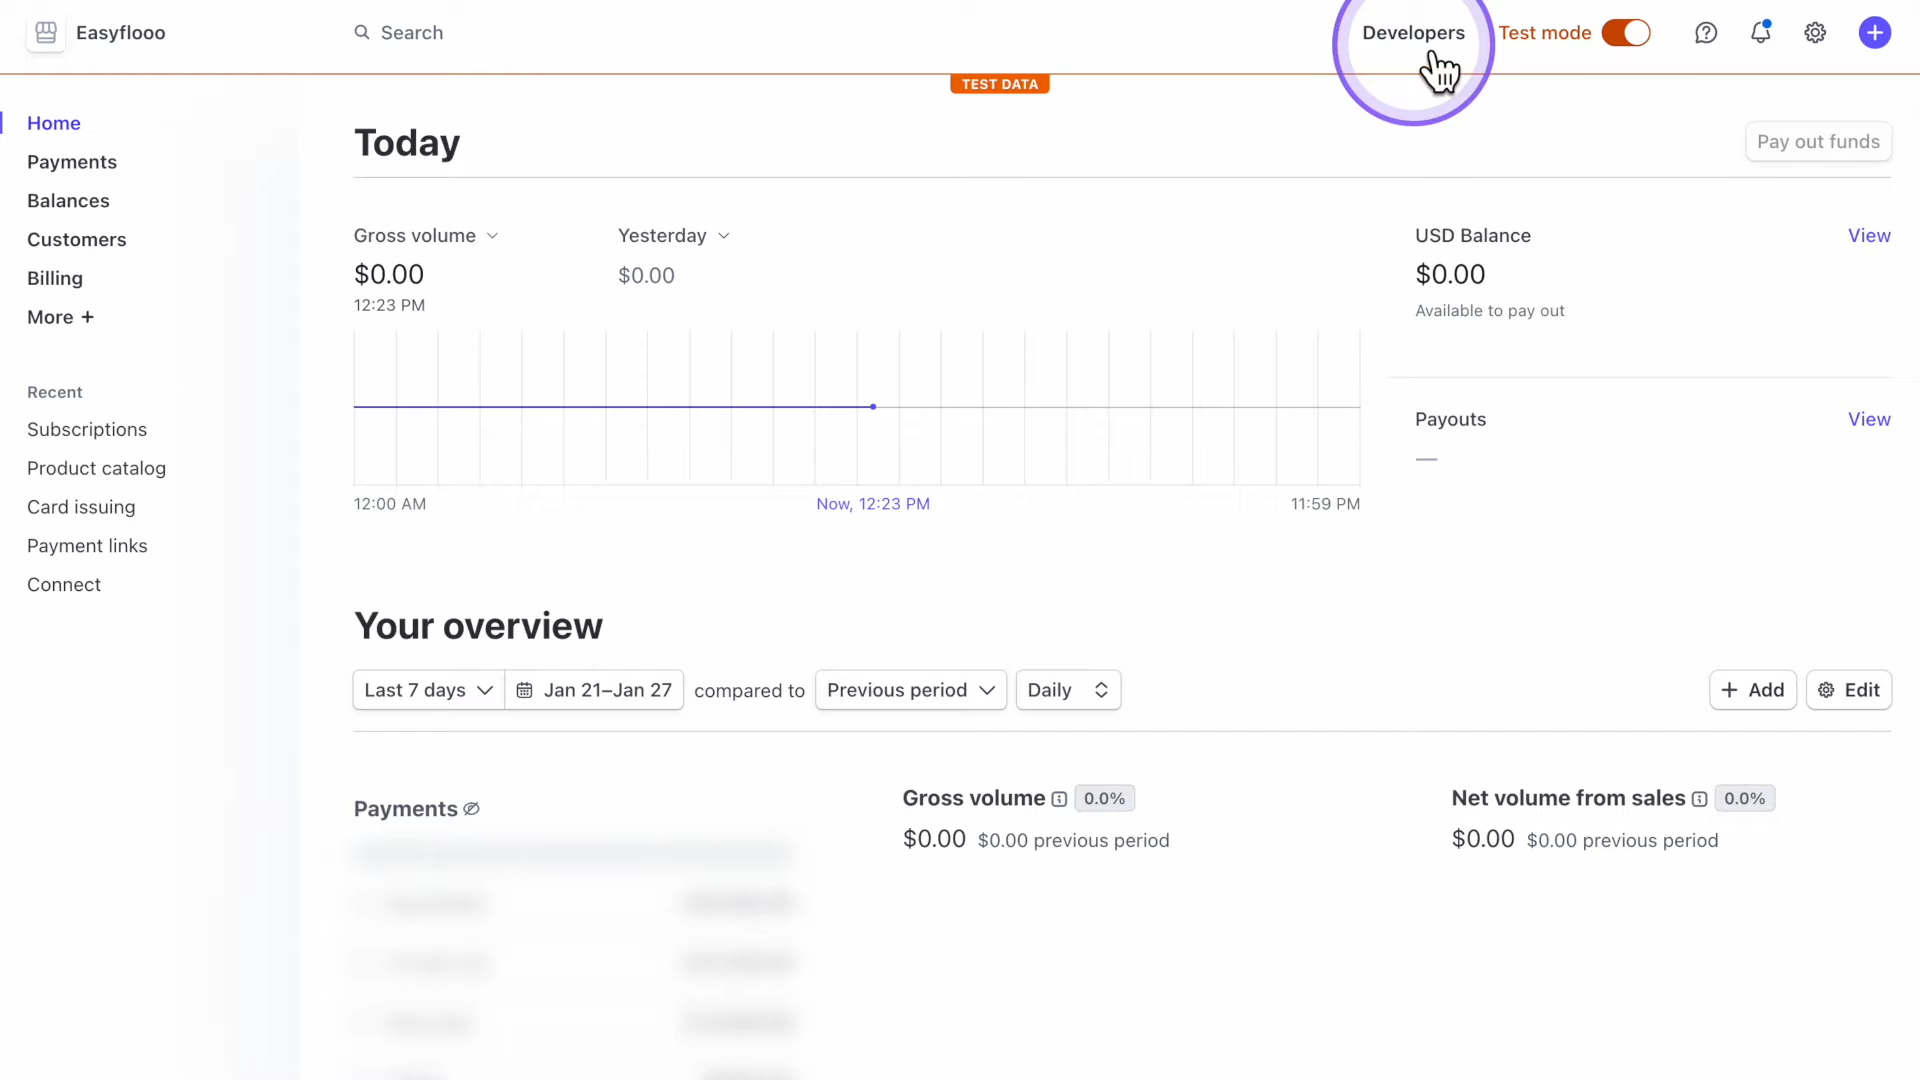 Easyflooo
Search
Developers
Test mode
TEST DATA
Home
Payments
Balances
Customers
Billing
More +
Recent
Subscriptions
Product catalog
Card issuing
Payment links
Connect
Today
Pay out funds
Gross volume
$0.00
12:23 PM
Yesterday
$0.00
USD Balance
View
$0.00
Available to pay out
Payouts
View
—
12:00 AM
Now, 12:23 PM
11:59 PM
Your overview
Last 7 days
Jan 21–Jan 27
compared to
Previous period
Daily
+ Add
Edit
Payments
Gross volume
0.0%
$0.00 $0.00 previous period
Net volume from sales
0.0%
$0.00 $0.00 previous period